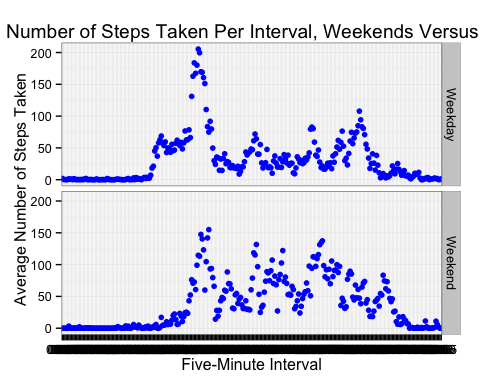 Number of Steps Taken Per Interval, Weekends Versus
200
150
100
50
0
Weekday
200
150
100
50
0
Weekend
Average Number of Steps Taken
Five-Minute Interval